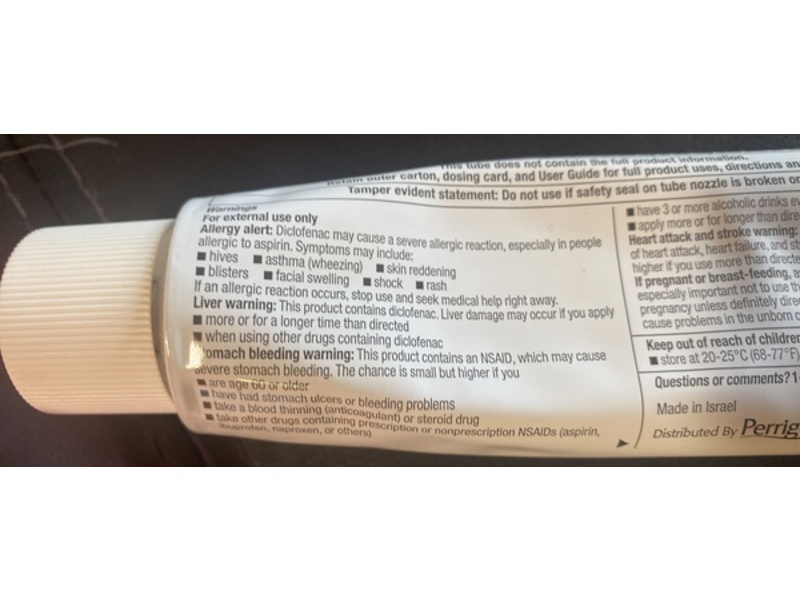 This tube does not contain the full product information.
Retain outer carton, dosing card, and User Guide for full product uses, directions an
Tamper evident statement: Do not use if safety seal on tube nozzle is broken or
Warnings
For external use only
Allergy alert: Diclofenac may cause a severe allergic reaction, especially in people
allergic to aspirin. Symptoms may include:
■ hives ■ asthma (wheezing) ■ skin reddening
■ blisters ■ facial swelling ■ shock ■ rash
If an allergic reaction occurs, stop use and seek medical help right away.
Liver warning: This product contains diclofenac. Liver damage may occur if you apply
■ more or for a longer time than directed
■ when using other drugs containing diclofenac
tomach bleeding warning: This product contains an NSAID, which may cause
severe stomach bleeding. The chance is small but higher if you
■ are age 60 or older
■ have had stomach ulcers or bleeding problems
■ take a blood thinning (anticoagulant) or steroid drug
■ take other drugs containing prescription or nonprescription NSAIDs (aspirin,
ibuprofen, naproxen, or others)
■ have 3 or more alcoholic drinks ev
■ apply more or for longer than dire
Heart attack and stroke warning:
of heart attack, heart failure, and st
higher if you use more than directe
If pregnant or breast-feeding, a
especially important not to use th
pregnancy unless definitely dire
cause problems in the unborn c
Keep out of reach of childre
■ store at 20-25°C (68-77°F)
Questions or comments? 1-
Made in Israel
Distributed By Perrig